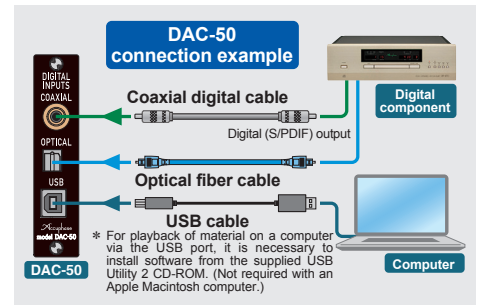 DAC-50
connection example
DIGITAL
INPUTS
COAXIAL
OPTICAL
USB
Accuphase
model DAC-50
DAC-50
Coaxial digital cable
Digital (S/PDIF) output
Optical fiber cable
USB cable
* For playback of material on a computer
via the USB port, it is necessary to
install software from the supplied USB
Utility 2 CD-ROM. (Not required with an
Apple Macintosh computer.)
Digital
component
Computer